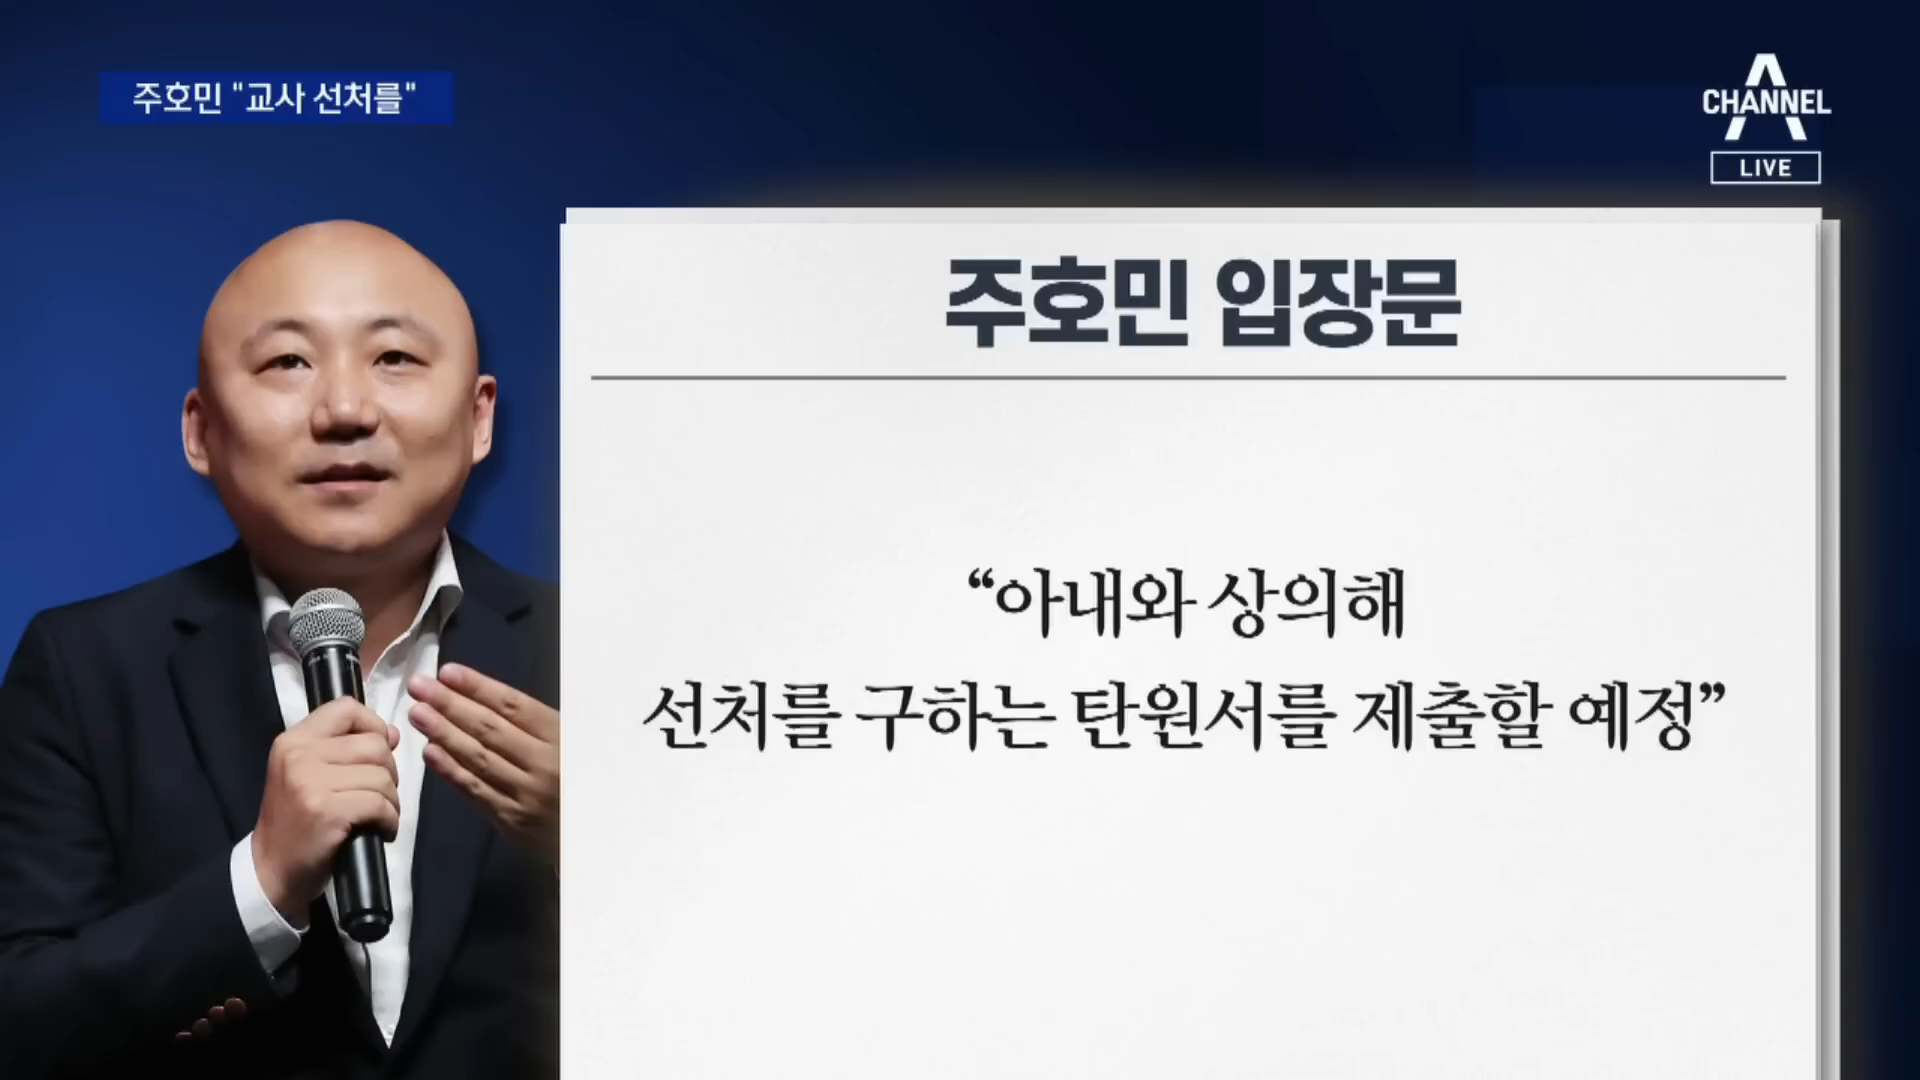 주호민 "교사 선처를"
CHANNEL A
LIVE
주호민 입장문
“아내와 상의해
선처를 구하는 탄원서를 제출할 예정”